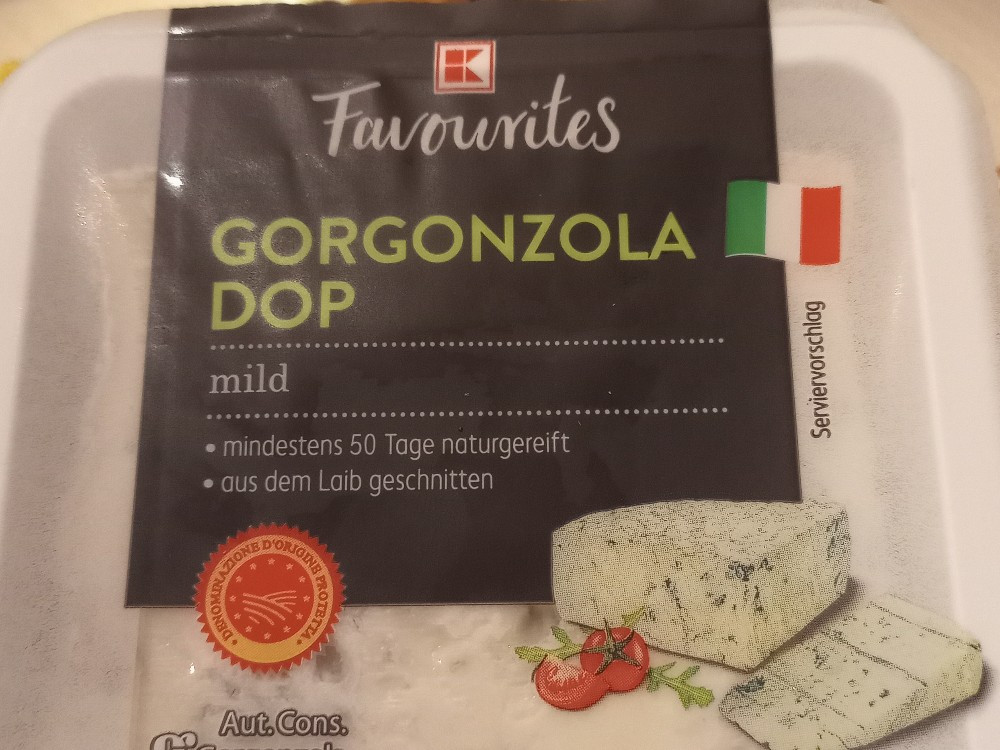 K
Favourites
GORGONZOLA
DOP
mild
• mindestens 50 Tage naturgereift
• aus dem Laib geschnitten
Serviervorschlag
DENOMINAZIONE D'ORIGINE PROTETTA
Aut. Cons.